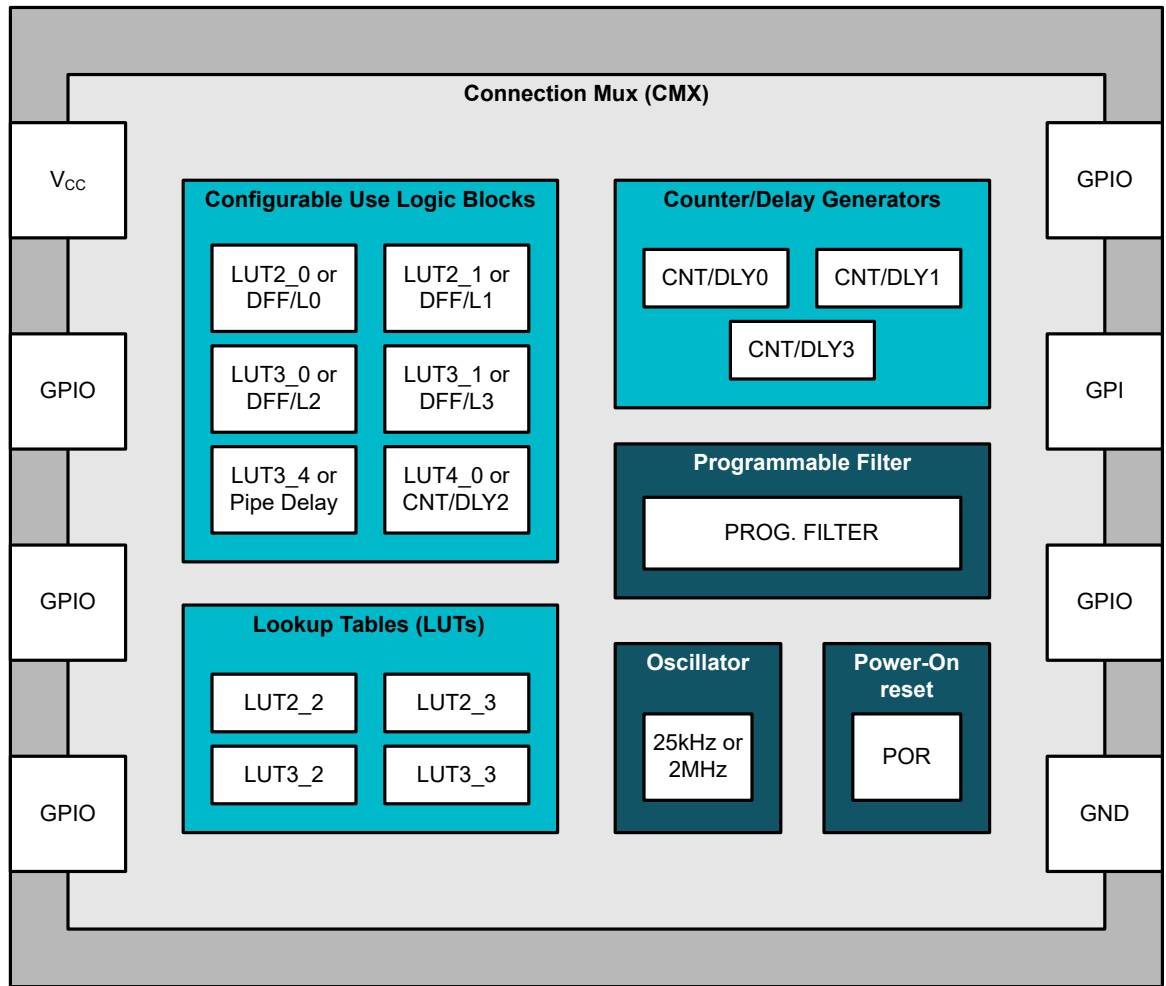 Connection Mux (CMX)
VCC
GPIO
GPIO
GPIO
Configurable Use Logic Blocks
LUT2_0 or
DFF/L0
LUT2_1 or
DFF/L1
LUT3_0 or
DFF/L2
LUT3_1 or
DFF/L3
LUT3_4 or
Pipe Delay
LUT4_0 or
CNT/DLY2
Lookup Tables (LUTs)
LUT2_2
LUT2_3
LUT3_2
LUT3_3
Counter/Delay Generators
CNT/DLY0
CNT/DLY1
CNT/DLY3
Programmable Filter
PROG. FILTER
Oscillator
25kHz or
2MHz
Power-On
reset
POR
GPIO
GPI
GPIO
GND